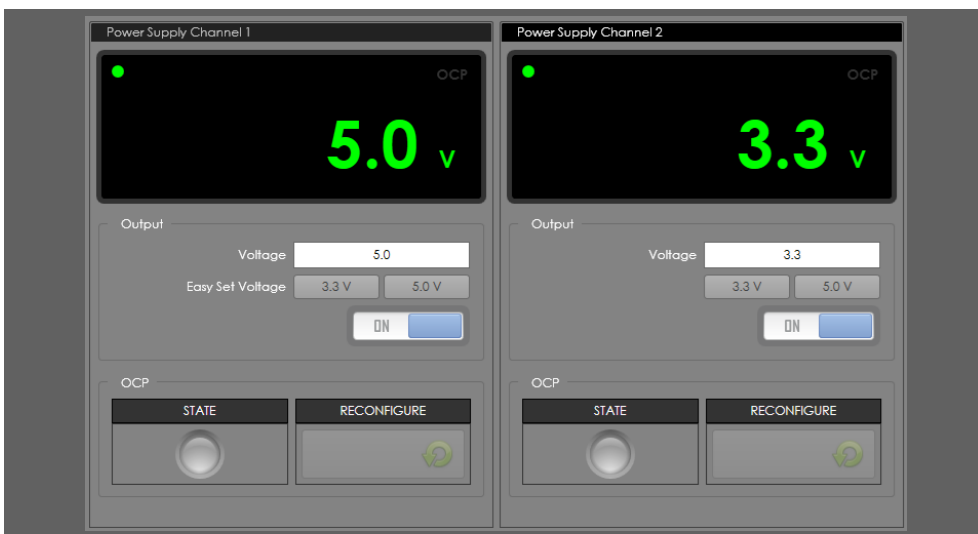 Power Supply Channel 1
OCP
5.0 V
Output
Voltage 5.0
Easy Set Voltage 3.3 V 5.0 V
ON
OCP
STATE RECONFIGURE
Power Supply Channel 2
OCP
3.3 V
Output
Voltage 3.3
3.3 V 5.0 V
ON
OCP
STATE RECONFIGURE